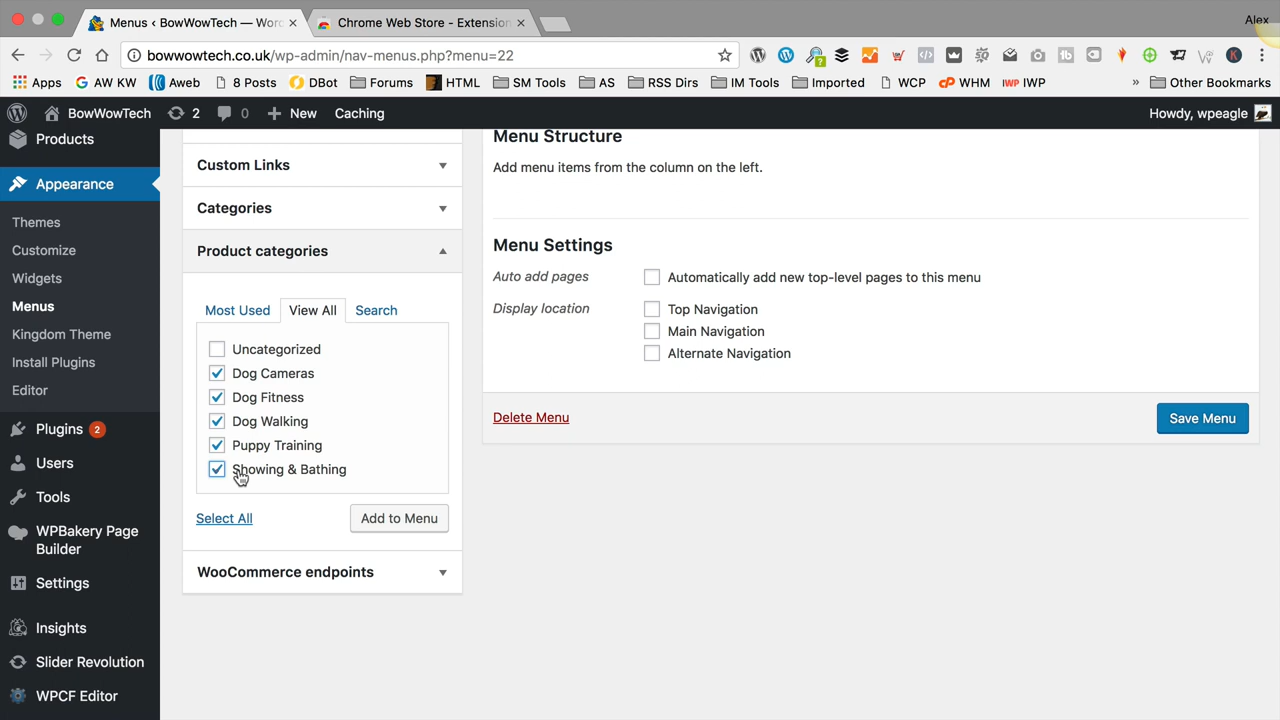 Menus ‹ BowWowTech — Wor
Chrome Web Store - Extension
Alex
bowwowtech.co.uk/wp-admin/nav-menus.php?menu=22
Apps
AW KW
Aweb
8 Posts
DBot
Forums
HTML
SM Tools
AS
RSS Dirs
IM Tools
Imported
WCP
WHM
IWP
»
Other Bookmarks
BowWowTech
2
0
New
Caching
Howdy, wpeagle
Products
Appearance
Themes
Customize
Widgets
Menus
Kingdom Theme
Install Plugins
Editor
Plugins 2
Users
Tools
WPBakery Page
Builder
Settings
Insights
Slider Revolution
WPCF Editor
Custom Links
Categories
Product categories
Most Used
View All
Search
Uncategorized
Dog Cameras
Dog Fitness
Dog Walking
Puppy Training
Showing & Bathing
Select All
Add to Menu
WooCommerce endpoints
Menu Structure
Add menu items from the column on the left.
Menu Settings
Auto add pages
Automatically add new top-level pages to this menu
Display location
Top Navigation
Main Navigation
Alternate Navigation
Delete Menu
Save Menu